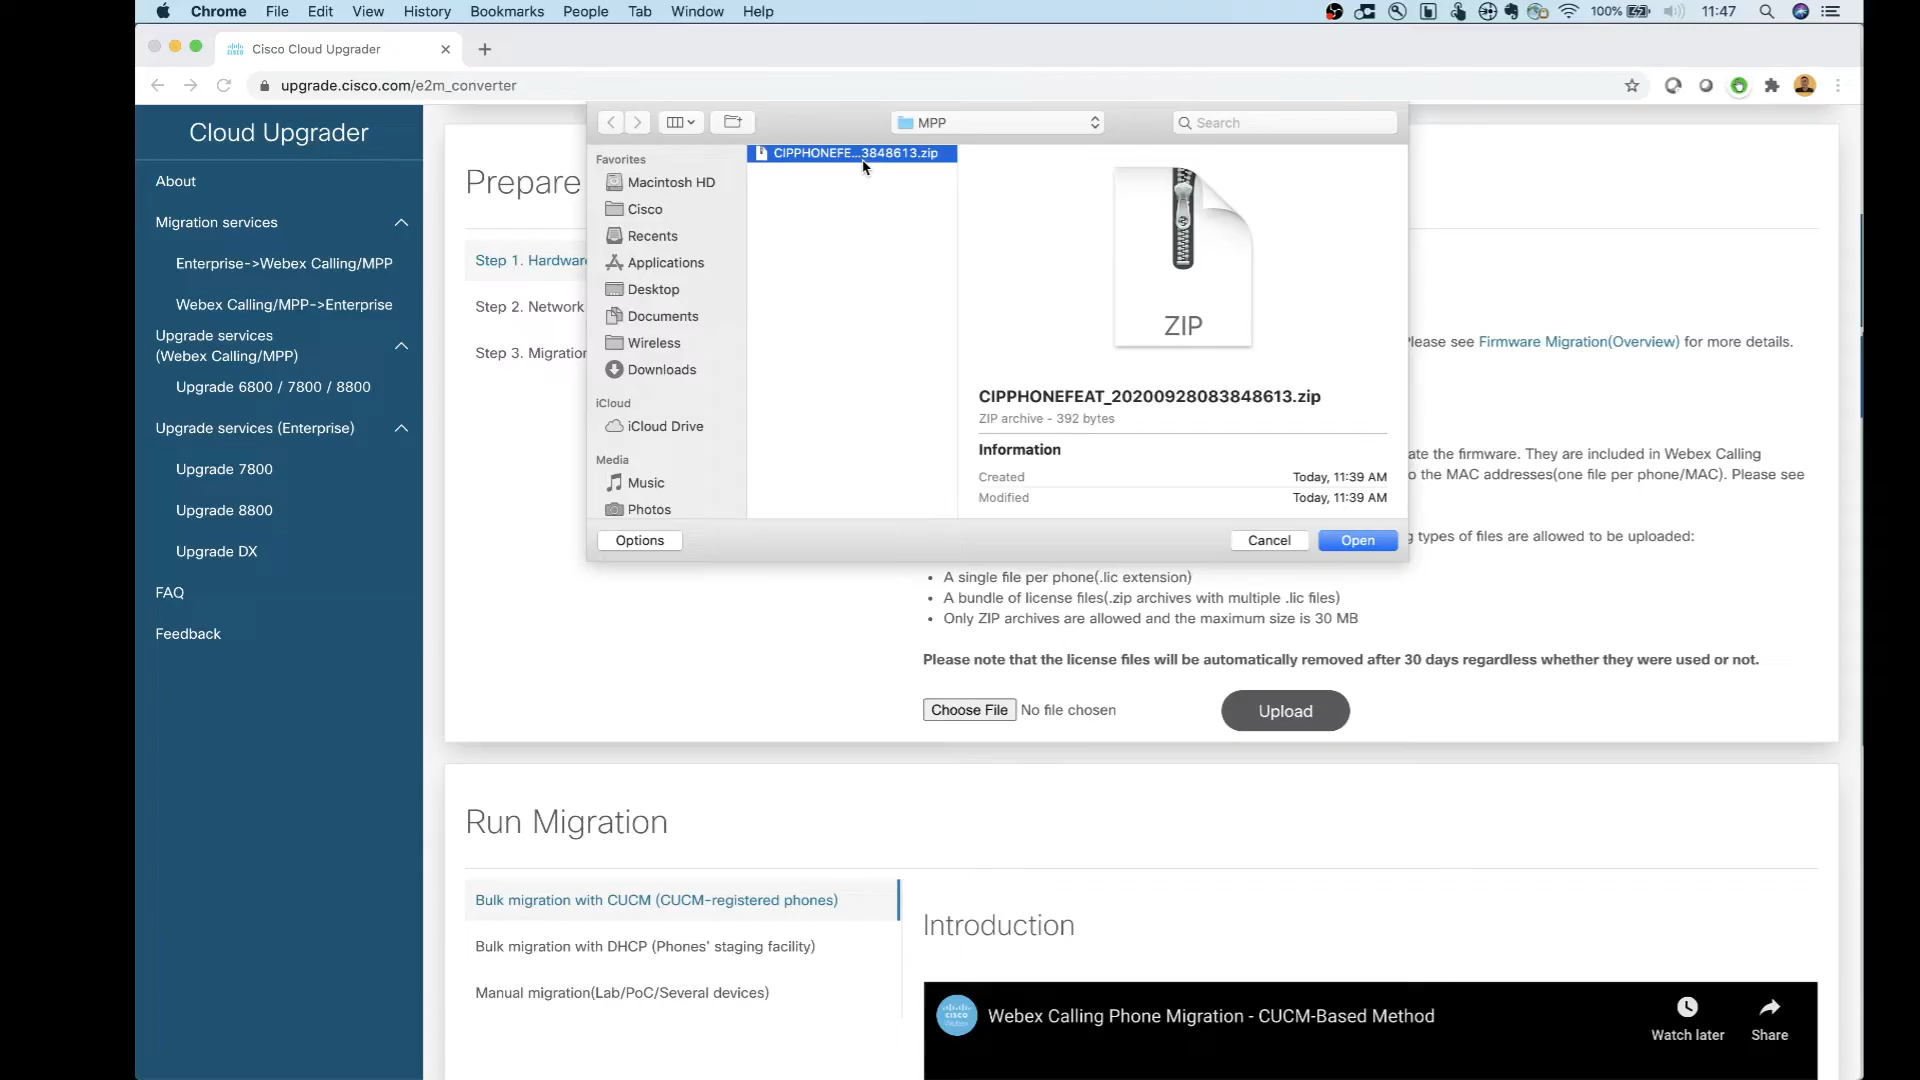 Chrome File Edit View History Bookmarks People Tab Window Help 100% 11:47
Cisco Cloud Upgrader
upgrade.cisco.com/e2m_converter
Cloud Upgrader
About
Migration services
Enterprise->Webex Calling/MPP
Webex Calling/MPP->Enterprise
Upgrade services
(Webex Calling/MPP)
Upgrade 6800 / 7800 / 8800
Upgrade services (Enterprise)
Upgrade 7800
Upgrade 8800
Upgrade DX
FAQ
Feedback
Prepare
Step 1. Hardware
Step 2. Network
Step 3. Migration
MPP
Search
Favorites
Macintosh HD
Cisco
Recents
Applications
Desktop
Documents
Wireless
Downloads
iCloud
iCloud Drive
Media
Music
Photos
CIPPHONEFE...3848613.zip
ZIP
CIPPHONEFEAT_20200928083848613.zip
ZIP archive - 392 bytes
Information
Created Today, 11:39 AM
Modified Today, 11:39 AM
Options
Cancel
Open
Please see Firmware Migration(Overview) for more details.
ate the firmware. They are included in Webex Calling
o the MAC addresses(one file per phone/MAC). Please see
g types of files are allowed to be uploaded:
• A single file per phone(.lic extension)
• A bundle of license files(.zip archives with multiple .lic files)
• Only ZIP archives are allowed and the maximum size is 30 MB
Please note that the license files will be automatically removed after 30 days regardless whether they were used or not.
Choose File No file chosen
Upload
Run Migration
Bulk migration with CUCM (CUCM-registered phones)
Bulk migration with DHCP (Phones' staging facility)
Manual migration(Lab/PoC/Several devices)
Introduction
CISCO
Webex Calling Phone Migration - CUCM-Based Method
Watch later
Share